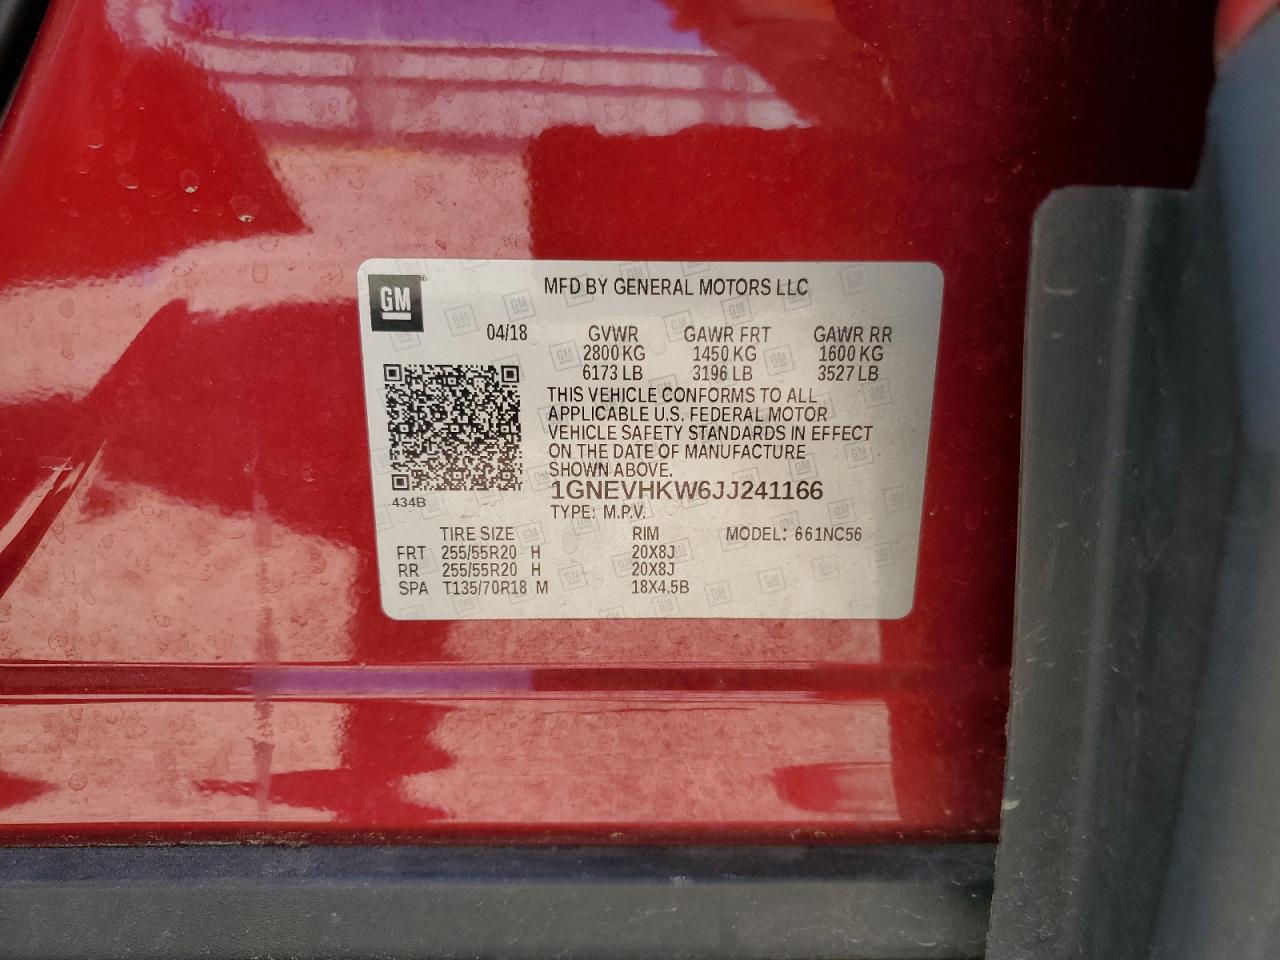 GM
MFD BY GENERAL MOTORS LLC
04/18 GVWR GAWR FRT GAWR RR
2800 KG 1450 KG 1600 KG
6173 LB 3196 LB 3527 LB
THIS VEHICLE CONFORMS TO ALL
APPLICABLE U.S. FEDERAL MOTOR
VEHICLE SAFETY STANDARDS IN EFFECT
ON THE DATE OF MANUFACTURE
SHOWN ABOVE.
1GNEVHKW6JJ241166
434B
TYPE: M.P.V.
TIRE SIZE RIM MODEL: 661NC56
FRT 255/55R20 H 20X8J
RR 255/55R20 H 20X8J
SPA T135/70R18 M 18X4.5B